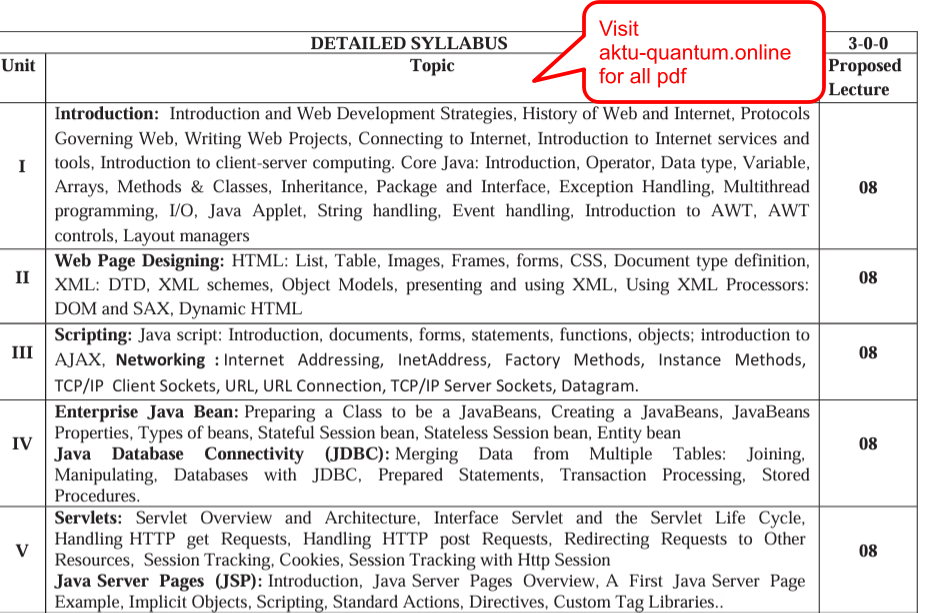 Visit
aktu-quantum.online
for all pdf
DETAILED SYLLABUS 3-0-0
Unit Topic Proposed
Lecture
Introduction: Introduction and Web Development Strategies, History of Web and Internet, Protocols
Governing Web, Writing Web Projects, Connecting to Internet, Introduction to Internet services and
tools, Introduction to client-server computing. Core Java: Introduction, Operator, Data type, Variable,
I Arrays, Methods & Classes, Inheritance, Package and Interface, Exception Handling, Multithread 08
programming, I/O, Java Applet, String handling, Event handling, Introduction to AWT, AWT
controls, Layout managers
Web Page Designing: HTML: List, Table, Images, Frames, forms, CSS, Document type definition,
II XML: DTD, XML schemes, Object Models, presenting and using XML, Using XML Processors: 08
DOM and SAX, Dynamic HTML
Scripting: Java script: Introduction, documents, forms, statements, functions, objects; introduction to
III AJAX, Networking : Internet Addressing, InetAddress, Factory Methods, Instance Methods, 08
TCP/IP Client Sockets, URL, URL Connection, TCP/IP Server Sockets, Datagram.
Enterprise Java Bean: Preparing a Class to be a JavaBeans, Creating a JavaBeans, JavaBeans
Properties, Types of beans, Stateful Session bean, Stateless Session bean, Entity bean
IV Java Database Connectivity (JDBC): Merging Data from Multiple Tables: Joining, 08
Manipulating, Databases with JDBC, Prepared Statements, Transaction Processing, Stored
Procedures.
Servlets: Servlet Overview and Architecture, Interface Servlet and the Servlet Life Cycle,
Handling HTTP get Requests, Handling HTTP post Requests, Redirecting Requests to Other
V Resources, Session Tracking, Cookies, Session Tracking with Http Session 08
Java Server Pages (JSP): Introduction, Java Server Pages Overview, A First Java Server Page
Example, Implicit Objects, Scripting, Standard Actions, Directives, Custom Tag Libraries..